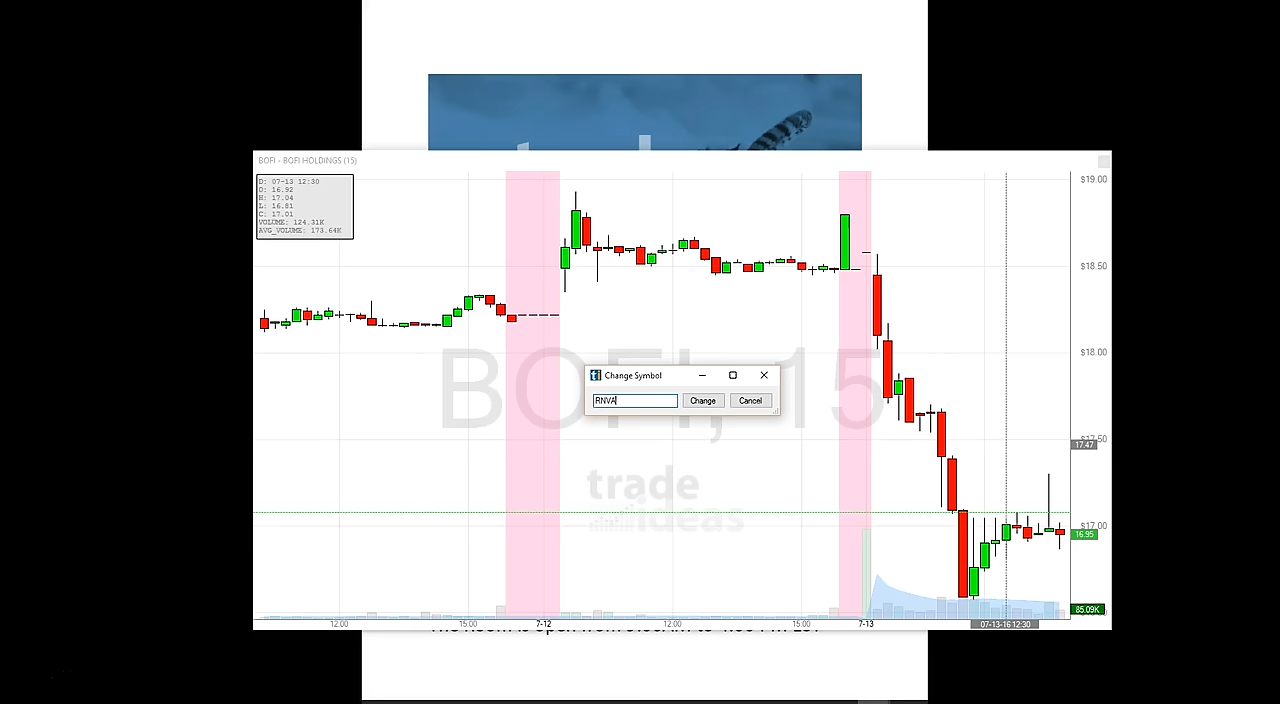 BOFI - BOFI HOLDINGS (15)
D: 07-13 12:30
O: 16.92
H: 17.04
L: 16.81
C: 17.01
VOLUME: 124.31K
AVG_VOLUME: 173.64K
$19.00
$18.50
$18.00
$17.50
17.47
$17.00
16.95
85.09K
BOFI, 15
Change Symbol
RNVA
Change
Cancel
trade
ideas
12:00
15:00
7-12
12:00
15:00
7-13
07-13-16 12:30